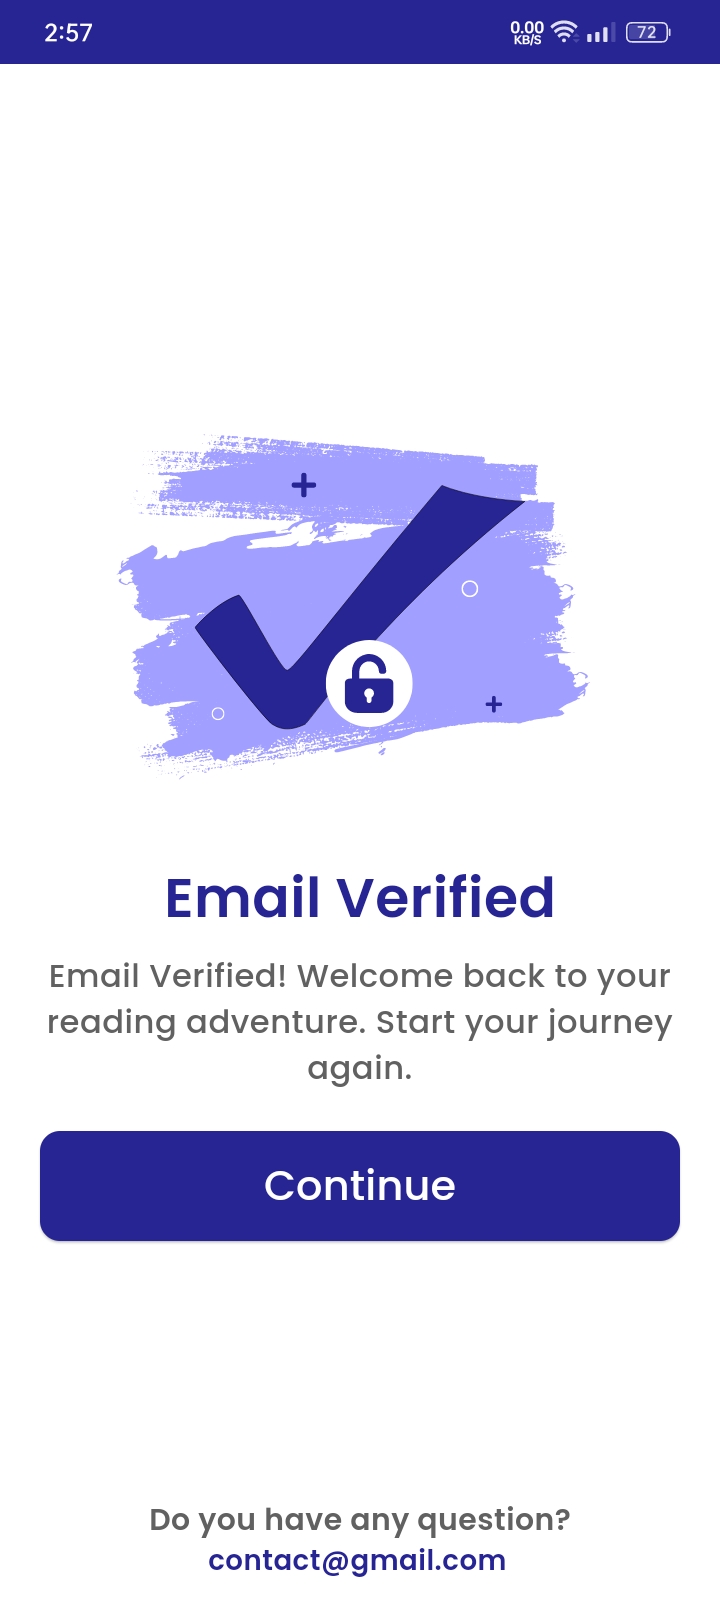 2:57
0.00
KB/S
72
Email Verified
Email Verified! Welcome back to your
reading adventure. Start your journey
again.
Continue
Do you have any question?
contact@gmail.com